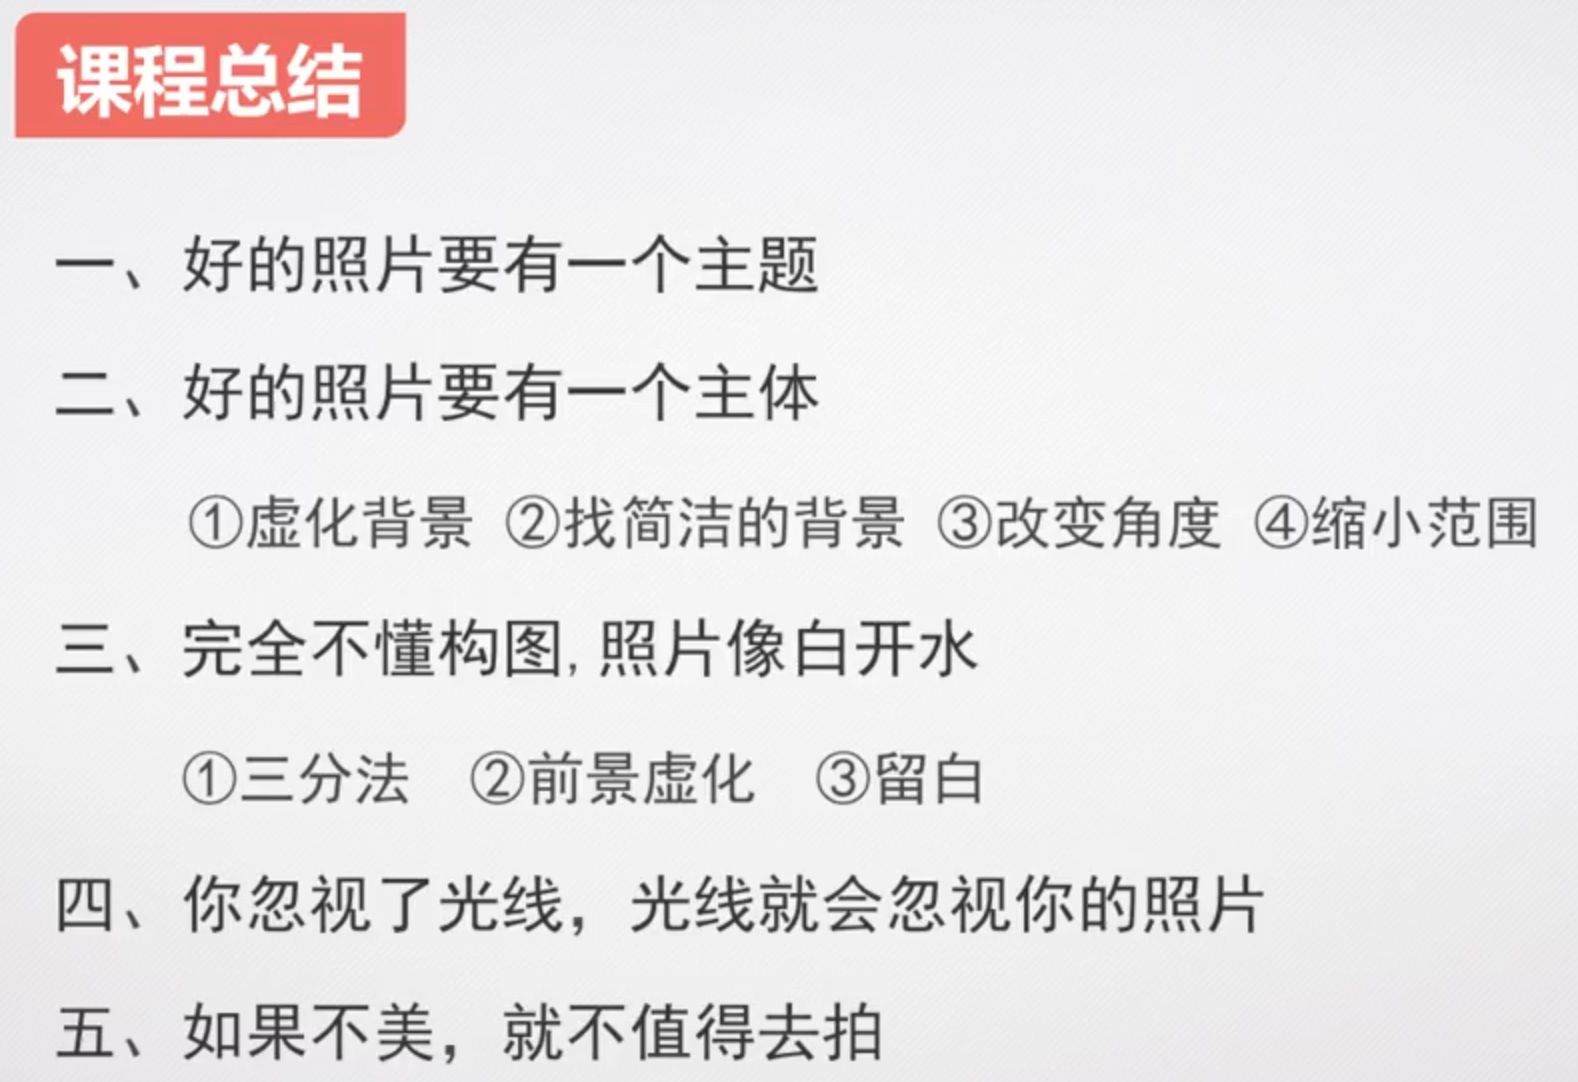 课程总结
一、好的照片要有一个主题
二、好的照片要有一个主体
①虚化背景 ②找简洁的背景 ③改变角度 ④缩小范围
三、完全不懂构图,照片像白开水
①三分法 ②前景虚化 ③留白
四、你忽视了光线，光线就会忽视你的照片
五、如果不美，就不值得去拍